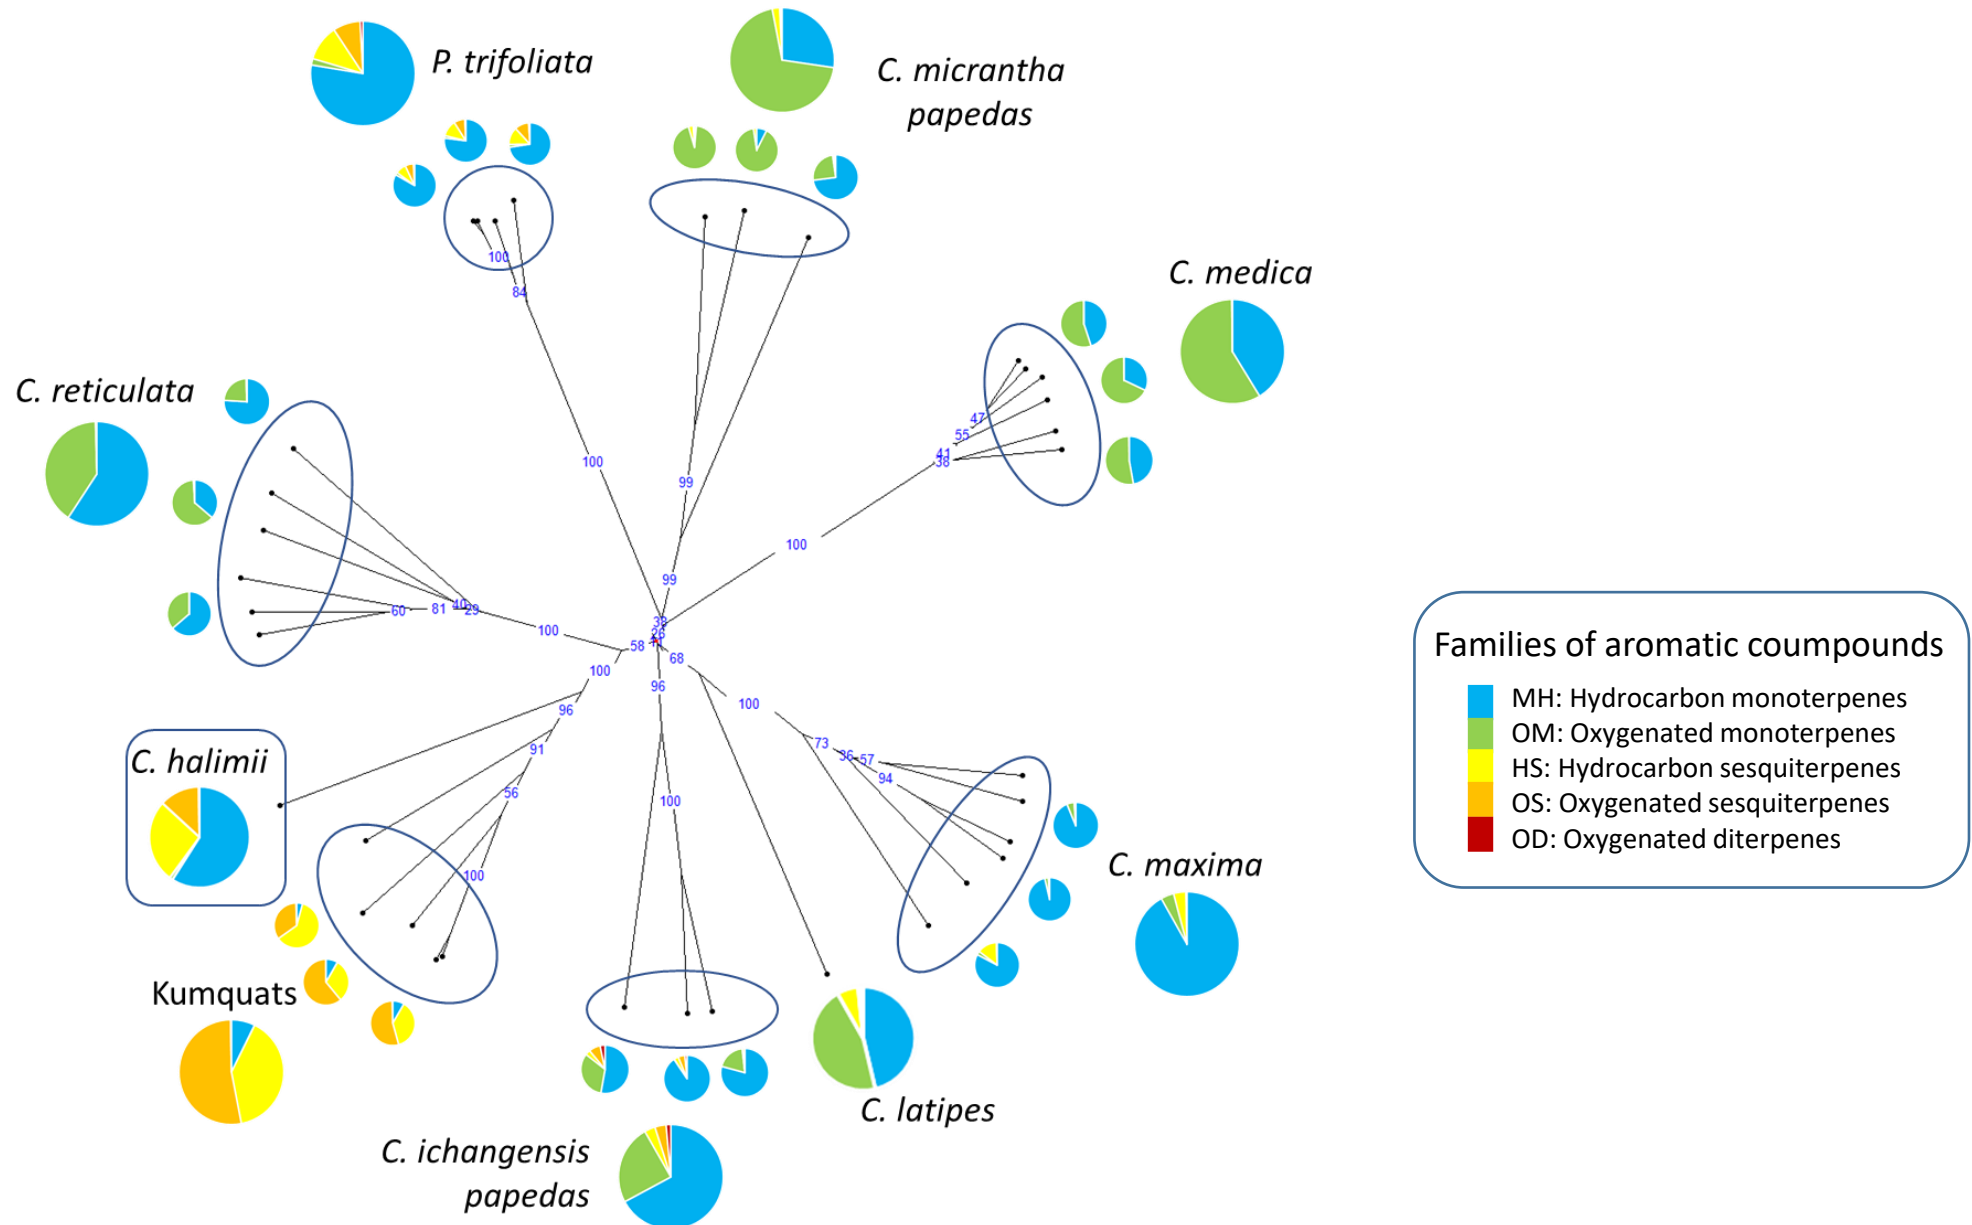 P. trifoliata
C. micrantha
papedas
C. medica
C. reticulata
C. halimii
Kumquats
C. ichangensis
papedas
C. latipes
C. maxima
100
84
100
99
99
47
55
41
38
100
60
81
40
29
100
58
100
96
91
56
100
38
26
68
96
100
100
73
36
57
94
Families of aromatic coumpounds
MH: Hydrocarbon monoterpenes
OM: Oxygenated monoterpenes
HS: Hydrocarbon sesquiterpenes
OS: Oxygenated sesquiterpenes
OD: Oxygenated diterpenes